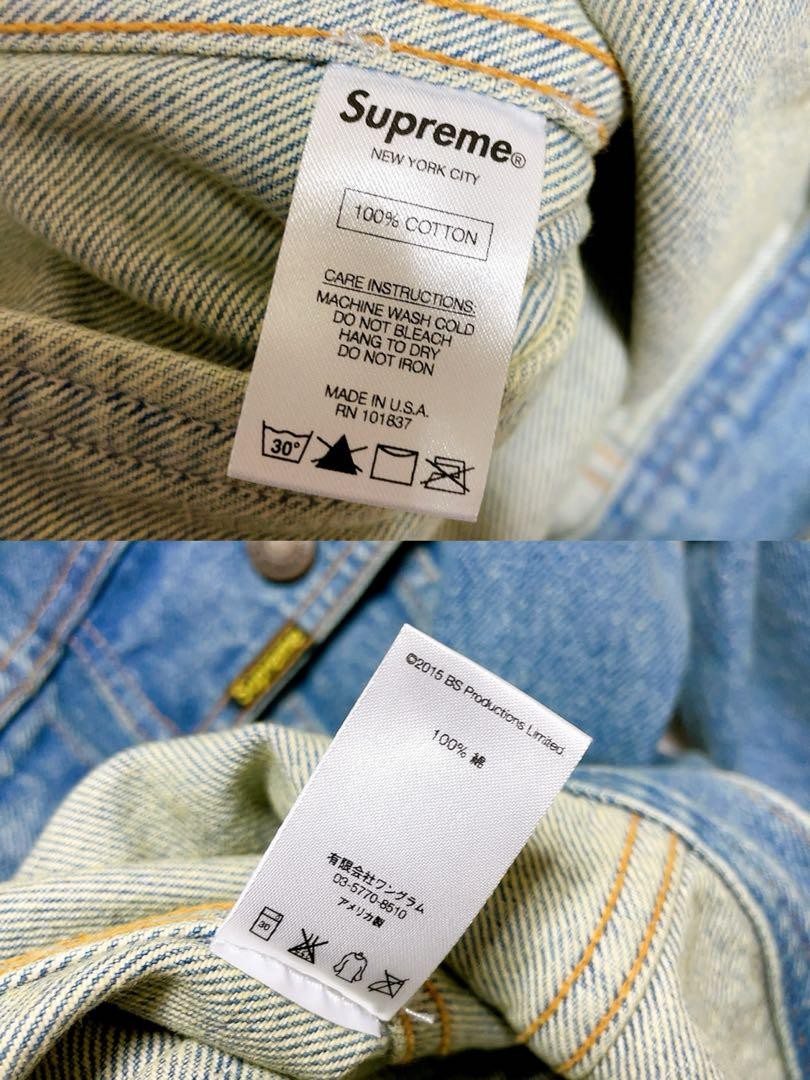 Supreme®
NEW YORK CITY
100% COTTON
CARE INSTRUCTIONS:
MACHINE WASH COLD
DO NOT BLEACH
HANG TO DRY
DO NOT IRON
MADE IN U.S.A.
RN 101837
30°
Supreme
©2015 BS Productions Limited.
100% 綿
有限会社ワングラム
03-5770-8510
アメリカ製
30